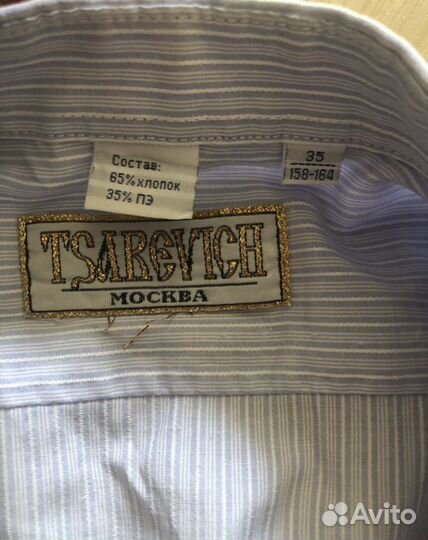 Состав:
65% хлопок
35% ПЭ
35
158-164
TSAREVICH
МОСКВА
Avito